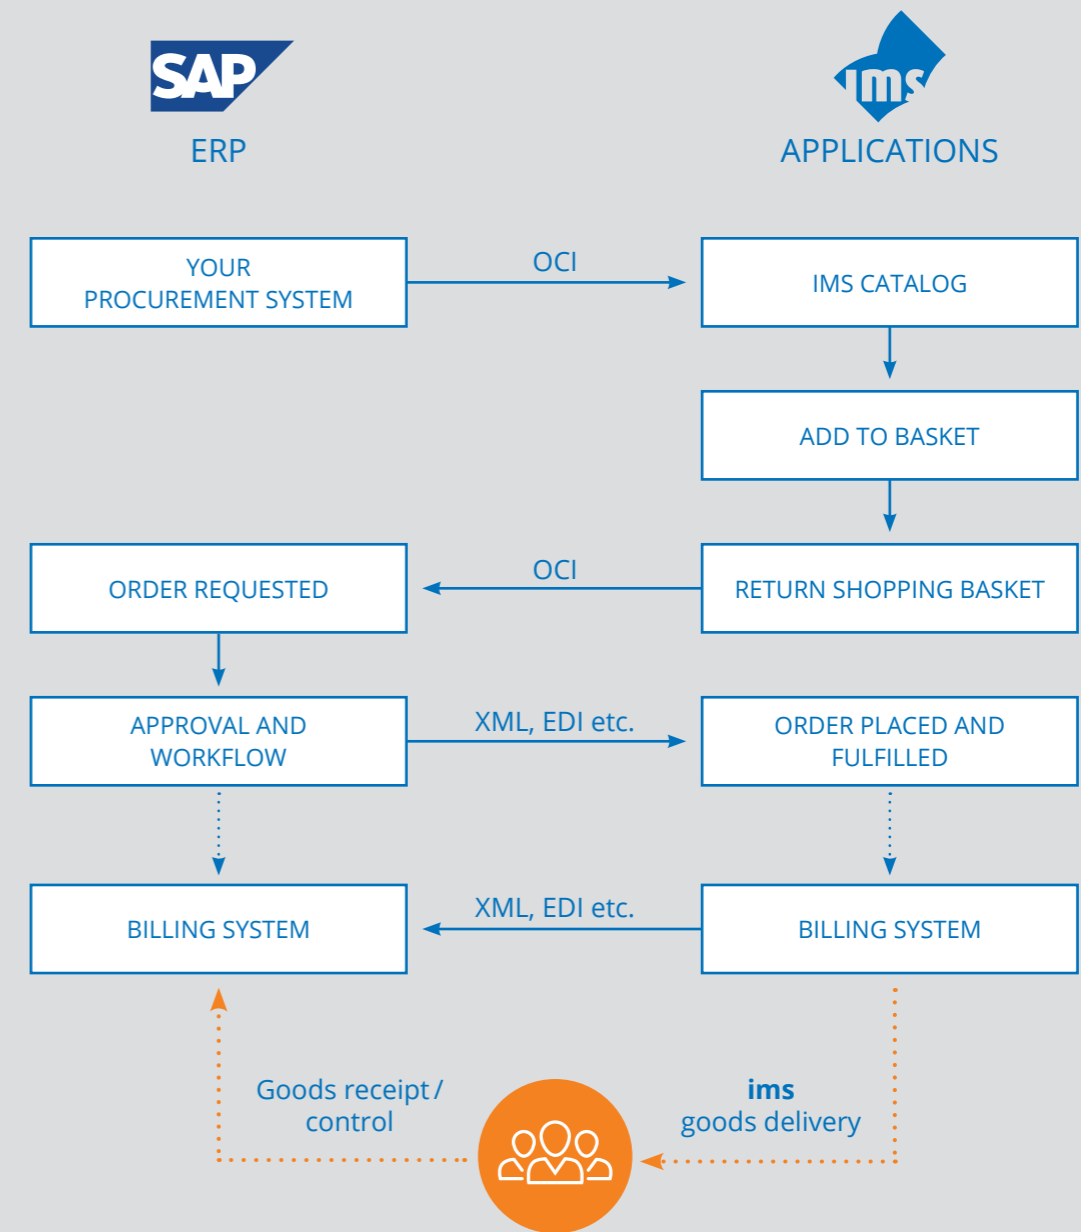 SAP
ims
ERP
APPLICATIONS
YOUR
PROCUREMENT SYSTEM
OCI
IMS CATALOG
ADD TO BASKET
ORDER REQUESTED
OCI
RETURN SHOPPING BASKET
APPROVAL AND
WORKFLOW
XML, EDI etc.
ORDER PLACED AND
FULFILLED
BILLING SYSTEM
XML, EDI etc.
BILLING SYSTEM
Goods receipt /
control
ims
goods delivery